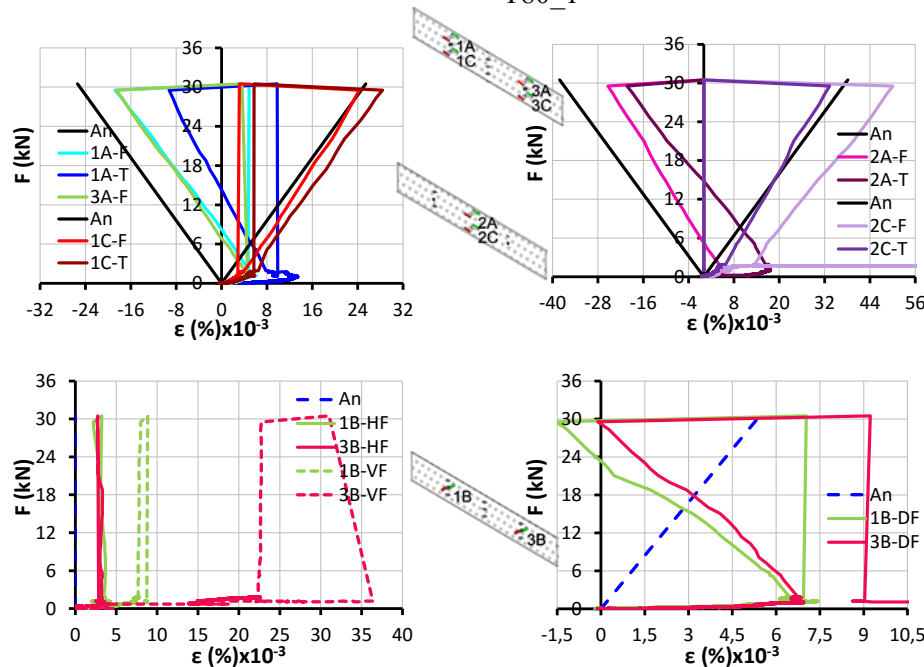 36
30
24
18
12
6
0
F (kN)
An
1A-F
1A-T
3A-F
An
1C-F
1C-T
-32 -24 -16 -8 0 8 16 24 32
ε (%)x10⁻³
1A
1C
3A
3C
2A
2C
36
30
24
18
12
6
0
F (kN)
An
2A-F
2A-T
An
2C-F
2C-T
-40 -28 -16 -4 8 20 32 44 56
ε (%)x10⁻³
36
30
24
18
12
6
0
F (kN)
An
1B-HF
3B-HF
1B-VF
3B-VF
0 5 10 15 20 25 30 35 40
ε (%)x10⁻³
1B
3B
36
30
24
18
12
6
0
F (kN)
An
1B-DF
3B-DF
-1,5 0 1,5 3 4,5 6 7,5 9 10,5
ε (%)x10⁻³